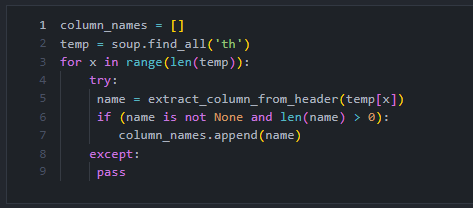 1 column_names = []
2 temp = soup.find_all('th')
3 for x in range(len(temp)):
4     try:
5      name = extract_column_from_header(temp[x])
6      if (name is not None and len(name) > 0):
7         column_names.append(name)
8     except:
9      pass